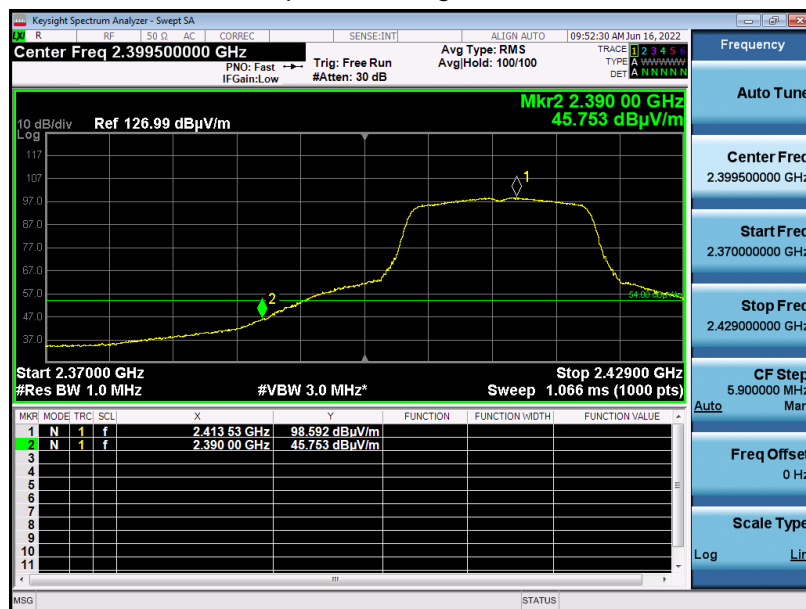 Keysight Spectrum Analyzer - Swept SA
LXI R RF 50 Ω AC CORREC SENSE:INT ALIGN AUTO 09:52:30 AM Jun 16, 2022
Center Freq 2.399500000 GHz
PNO: Fast
IFGain:Low
Trig: Free Run
#Atten: 30 dB
Avg Type: RMS
Avg|Hold: 100/100
TRACE 1 2 3 4 5 6
TYPE A WWWWW
DET A N N N N N
Mkr2 2.390 00 GHz
45.753 dBµV/m
10 dB/div Ref 126.99 dBµV/m
Log
117
107
97.0
87.0
77.0
67.0
57.0
47.0
37.0
1
2
54.00 dBµV/m
Start 2.37000 GHz Stop 2.42900 GHz
#Res BW 1.0 MHz #VBW 3.0 MHz* Sweep 1.066 ms (1000 pts)
MKR MODE TRC SCL X Y FUNCTION FUNCTION WIDTH FUNCTION VALUE
1 N 1 f 2.413 53 GHz 98.592 dBµV/m
2 N 1 f 2.390 00 GHz 45.753 dBµV/m
3
4
5
6
7
8
9
10
11
MSG STATUS
Frequency
Auto Tune
Center Freq
2.399500000 GHz
Start Freq
2.370000000 GHz
Stop Freq
2.429000000 GHz
CF Step
5.900000 MHz
Auto Man
Freq Offset
0 Hz
Scale Type
Log Lin